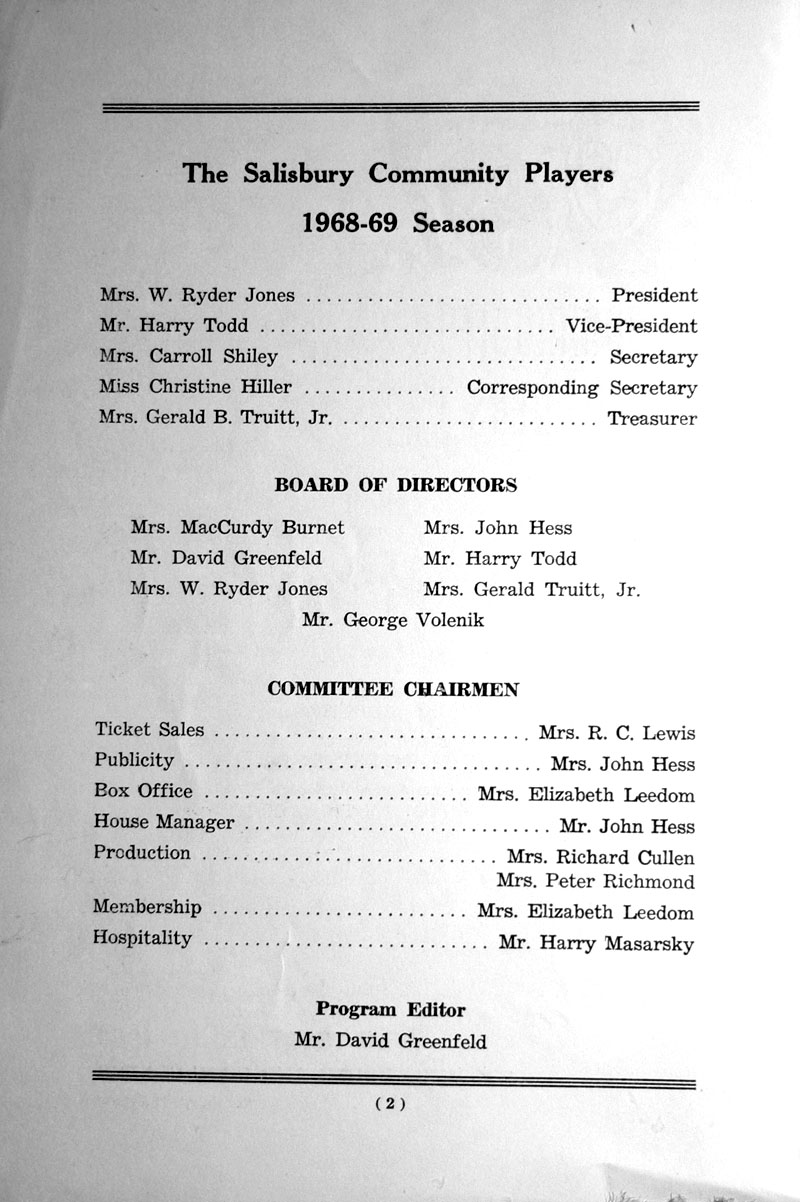 The Salisbury Community Players
1968-69 Season
Mrs. W. Ryder Jones ............................. President
Mr. Harry Todd ............................. Vice-President
Mrs. Carroll Shiley .............................. Secretary
Miss Christine Hiller ............... Corresponding Secretary
Mrs. Gerald B. Truitt, Jr. ......................... Treasurer
BOARD OF DIRECTORS
Mrs. MacCurdy Burnet Mrs. John Hess
Mr. David Greenfeld Mr. Harry Todd
Mrs. W. Ryder Jones Mrs. Gerald Truitt, Jr.
Mr. George Volenik
COMMITTEE CHAIRMEN
Ticket Sales ............................... Mrs. R. C. Lewis
Publicity ................................... Mrs. John Hess
Box Office .......................... Mrs. Elizabeth Leedom
House Manager .............................. Mr. John Hess
Production ............................. Mrs. Richard Cullen
Mrs. Peter Richmond
Membership ......................... Mrs. Elizabeth Leedom
Hospitality ............................ Mr. Harry Masarsky
Program Editor
Mr. David Greenfeld
( 2 )